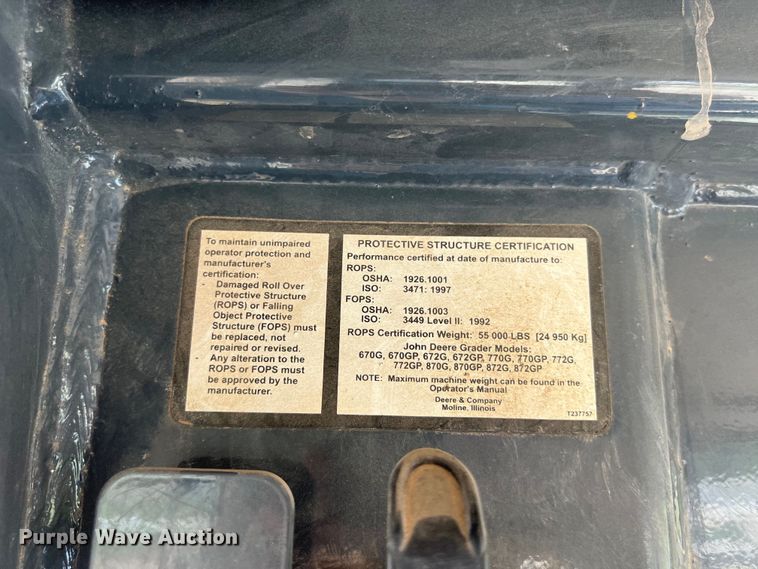 To maintain unimpaired
operator protection and
manufacturer's
certification:
- Damaged Roll Over
Protective Structure
(ROPS) or Falling
Object Protective
Structure (FOPS) must
be replaced, not
repaired or revised.
- Any alteration to the
ROPS or FOPS must
be approved by the
manufacturer.
PROTECTIVE STRUCTURE CERTIFICATION
Performance certified at date of manufacture to:
ROPS:
OSHA: 1926.1001
ISO: 3471: 1997
FOPS:
OSHA: 1926.1003
ISO: 3449 Level II: 1992
ROPS Certification Weight: 55 000 LBS [24 950 Kg]
John Deere Grader Models:
670G, 670GP, 672G, 672GP, 770G, 770GP, 772G,
772GP, 870G, 870GP, 872G, 872GP
NOTE: Maximum machine weight can be found in the
Operator's Manual
Deere & Company
Moline, Illinois
T237757
Purple Wave Auction